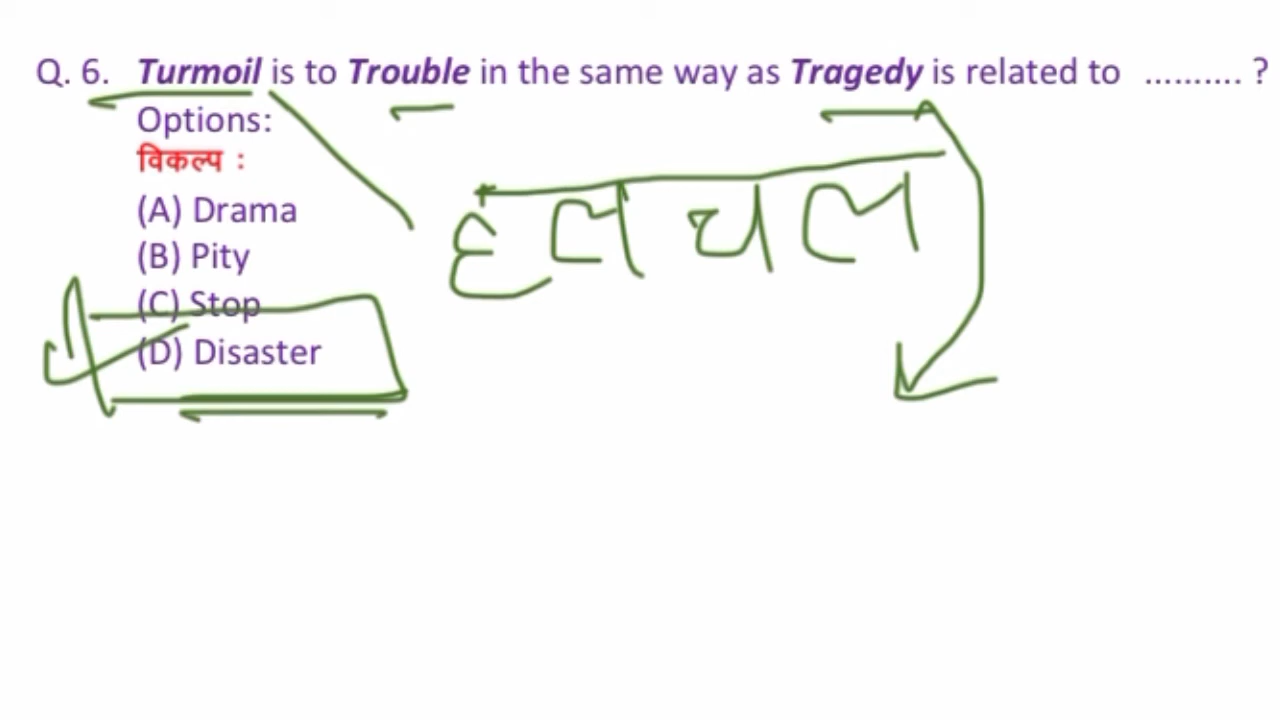 Q. 6. Turmoil is to Trouble in the same way as Tragedy is related to .......... ?
Options:
विकल्प :
(A) Drama
(B) Pity
(C) Stop
(D) Disaster
हलचल